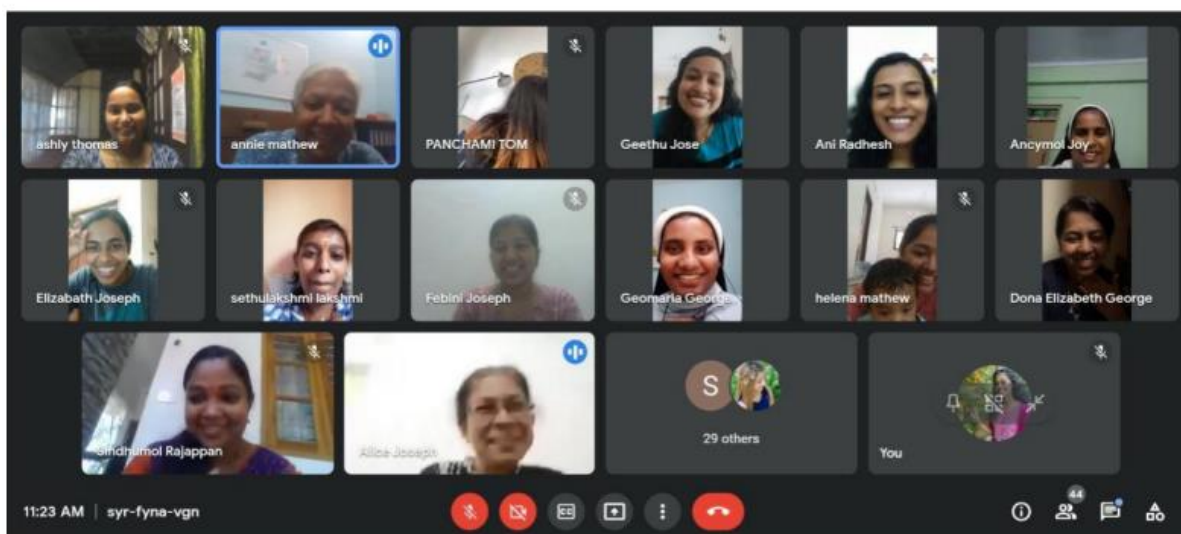 ashly thomas
annie mathew
PANCHAMI TOM
Geethu Jose
Ani Radhesh
Ancymol Joy
Elizabath Joseph
sethulakshmi lakshmi
Febini Joseph
Geomaria George
helena mathew
Dona Elizabeth George
Sindhumol Rajappan
Alice Joseph
S
29 others
You
11:23 AM | syr-fyna-vgn
CC
44